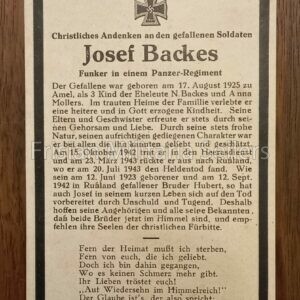 Christliches Andenken an den gefallenen Soldaten
Josef Backes
Funker in einem Panzer-Regiment
Der Gefallene war geboren am 17. August 1925 zu
Amel, als 3 Kind der Eheleute N. Backes und Anna
Mollers. Im trauten Heime der Familie verlebte er
eine heitere und in Gott erzogene Kindheit. Seine
Eltern und Geschwister erfreute er stets durch sei-
nen Gehorsam und Liebe. Durch seine stets frohe
Natur, seinen aufrichtigen gediegenen Charakter war
er bei allen die ihn kannten geliebt und geschätzt.
Am 15. Oktober 1942 trat er in den Heeresdienst
und am 23. März 1943 rückte er aus nach Rußland,
wo er am 20. Juli 1943 den Heldentod fand. Wie
sein am 12. Juni 1923 geborener und am 12. Sept.
1942 in Rußland gefallener Bruder Hubert, so hat
auch Josef in seinem kurzen Leben sich auf den Tod
vorbereitet durch Unschuld und Tugend. Deshalb
hoffen seine Angehörigen und alle seine Bekannten,
daß beide Brüder jetzt im Himmel sind, und emp-
fehlen ihre Seelen der christlichen Fürbitte.
Fern der Heimat mußt ich sterben,
Fern von euch, die ich geliebt.
Doch ich bin dahin gegangen,
Wo es keinen Schmerz mehr gibt.
Ihr Lieben tröstet euch!
„Auf Wiedersehn im Himmelreich!"
Der Glaube ist's, der also spricht: